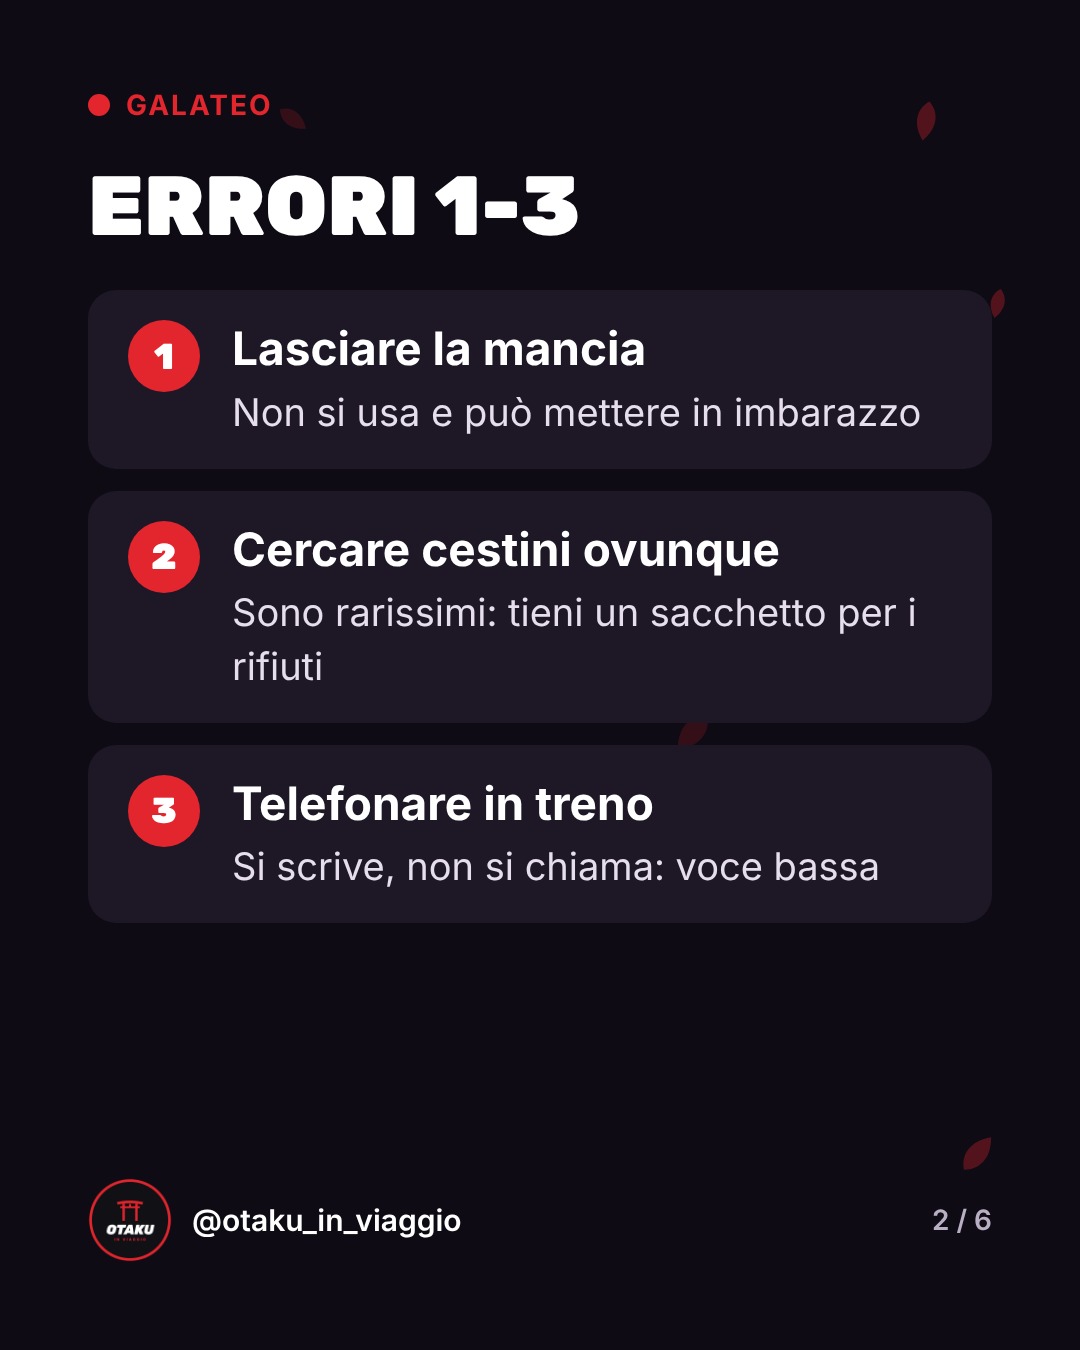 GALATEO
ERRORI 1-3
1
Lasciare la mancia
Non si usa e può mettere in imbarazzo
2
Cercare cestini ovunque
Sono rarissimi: tieni un sacchetto per i
rifiuti
3
Telefonare in treno
Si scrive, non si chiama: voce bassa
OTAKU
IN VIAGGIO
@otaku_in_viaggio
2 / 6